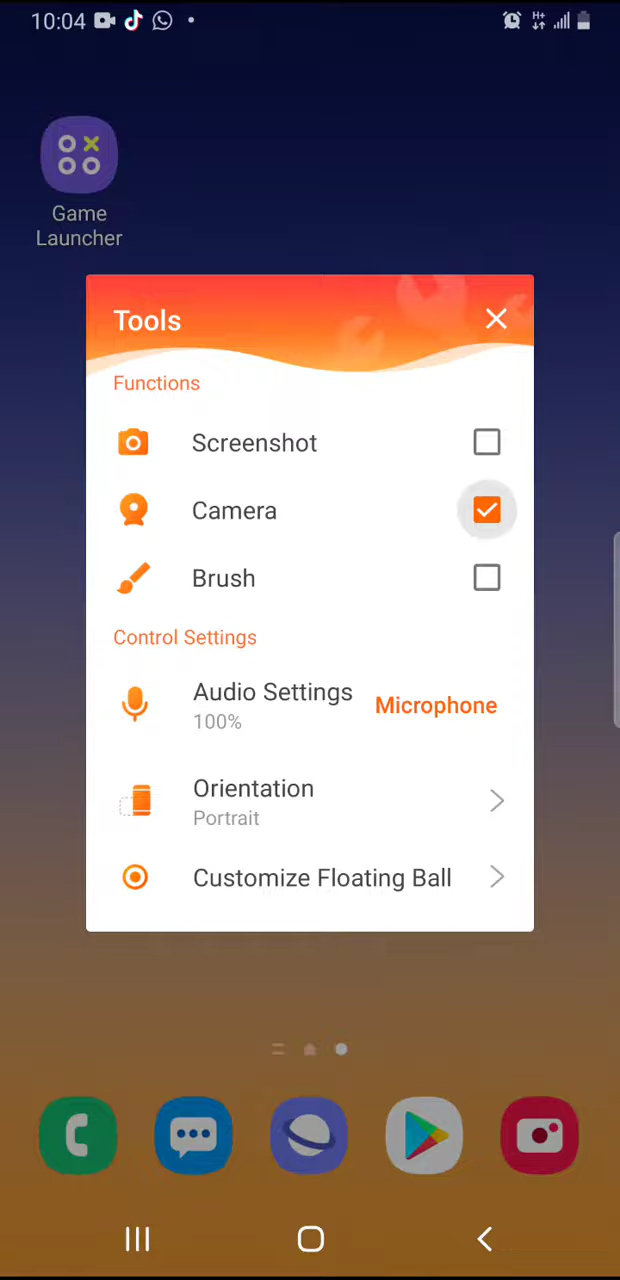 10:04
Game
Launcher
Tools
Functions
Screenshot
Camera
Brush
Control Settings
Audio Settings
100%
Microphone
Orientation
Portrait
Customize Floating Ball